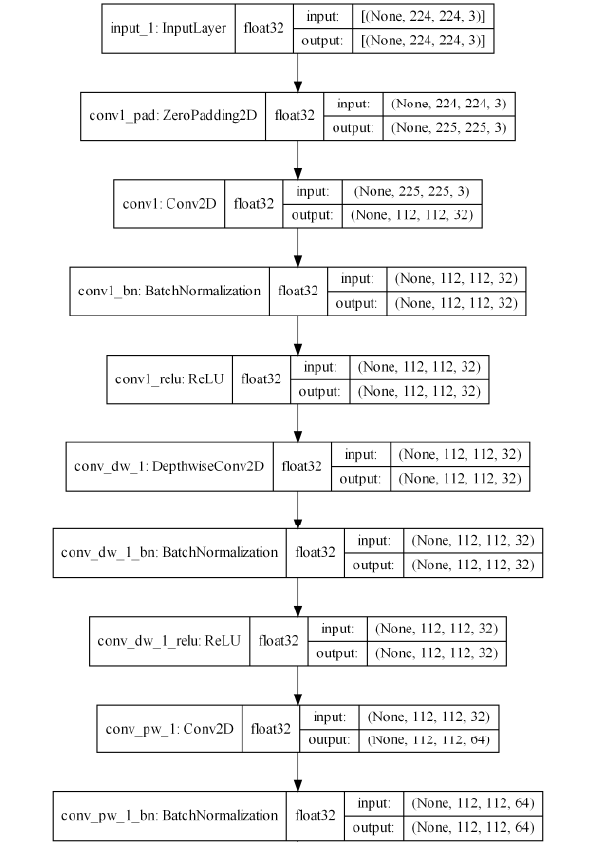 input_1: InputLayer float32 input: [(None, 224, 224, 3)]
output: [(None, 224, 224, 3)]
conv1_pad: ZeroPadding2D float32 input: (None, 224, 224, 3)
output: (None, 225, 225, 3)
conv1: Conv2D float32 input: (None, 225, 225, 3)
output: (None, 112, 112, 32)
conv1_bn: BatchNormalization float32 input: (None, 112, 112, 32)
output: (None, 112, 112, 32)
conv1_relu: ReLU float32 input: (None, 112, 112, 32)
output: (None, 112, 112, 32)
conv_dw_1: DepthwiseConv2D float32 input: (None, 112, 112, 32)
output: (None, 112, 112, 32)
conv_dw_1_bn: BatchNormalization float32 input: (None, 112, 112, 32)
output: (None, 112, 112, 32)
conv_dw_1_relu: ReLU float32 input: (None, 112, 112, 32)
output: (None, 112, 112, 32)
conv_pw_1: Conv2D float32 input: (None, 112, 112, 32)
output: (None, 112, 112, 64)
conv_pw_1_bn: BatchNormalization float32 input: (None, 112, 112, 64)
output: (None, 112, 112, 64)